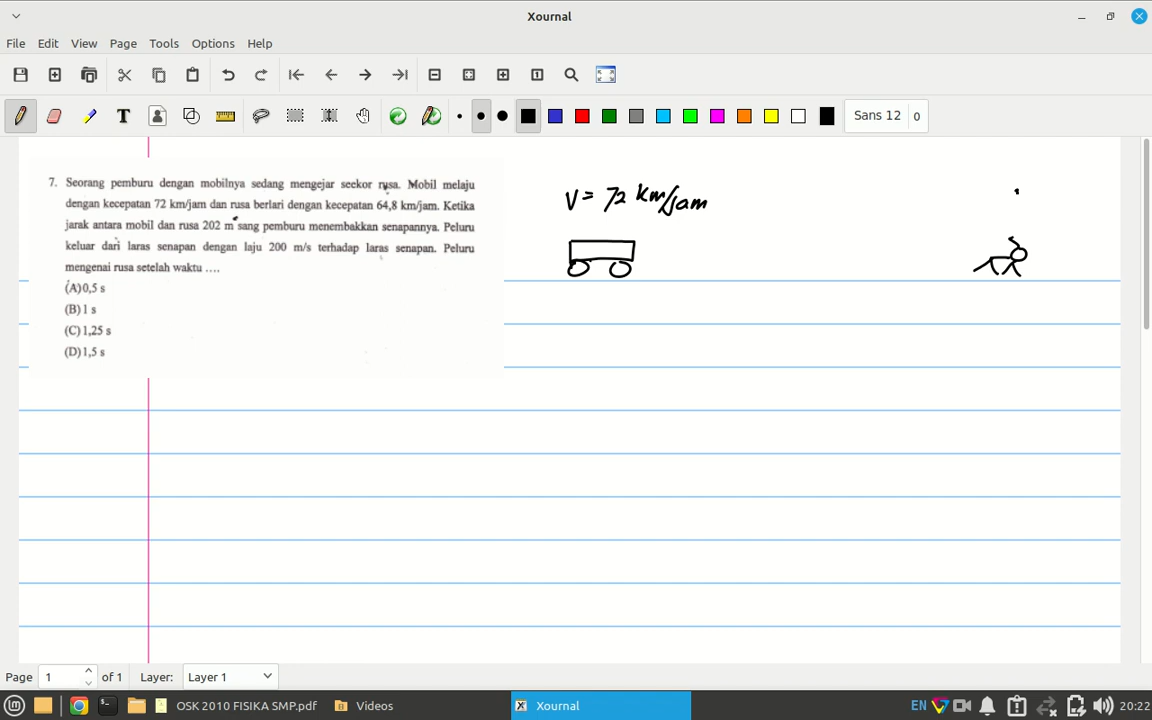 Xournal
File Edit View Page Tools Options Help
Sans 12 0
7. Seorang pemburu dengan mobilnya sedang mengejar seekor rusa. Mobil melaju
dengan kecepatan 72 km/jam dan rusa berlari dengan kecepatan 64,8 km/jam. Ketika
jarak antara mobil dan rusa 202 m sang pemburu menembakkan senapannya. Peluru
keluar dari laras senapan dengan laju 200 m/s terhadap laras senapan. Peluru
mengenai rusa setelah waktu ....
(A) 0,5 s
(B) 1 s
(C) 1,25 s
(D) 1,5 s
V = 72 km/jam
Page 1 of 1 Layer: Layer 1
OSK 2010 FISIKA SMP.pdf Videos Xournal EN 20:22